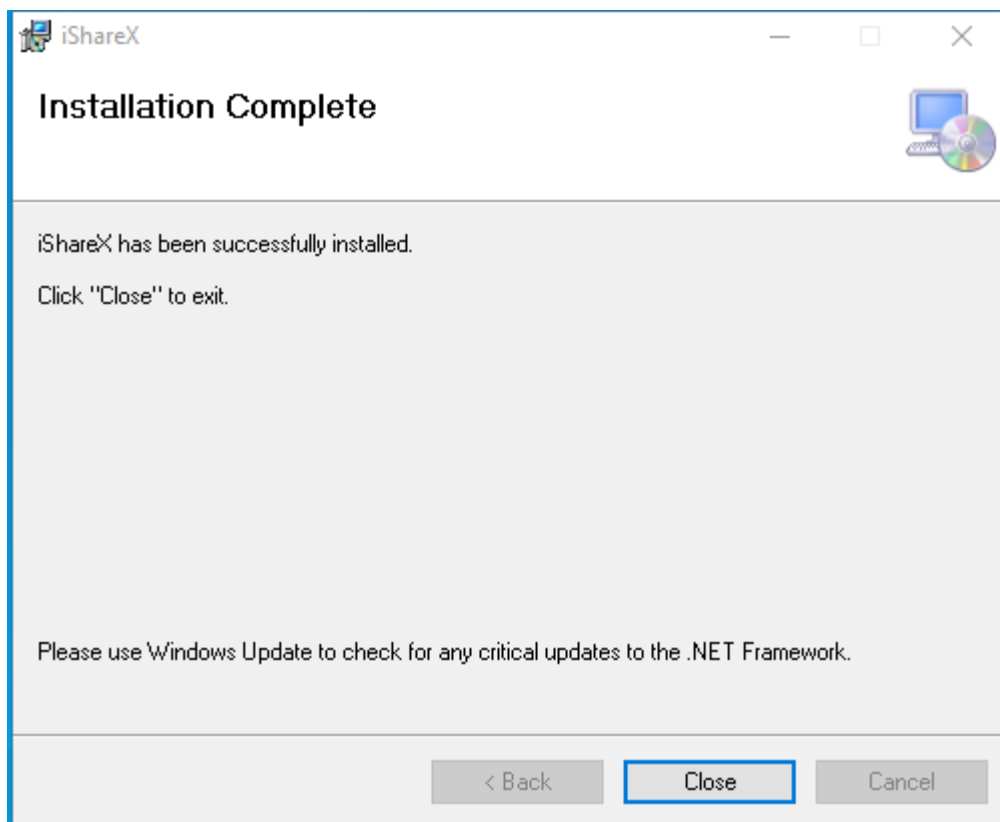 iShareX
Installation Complete
iShareX has been successfully installed.
Click "Close" to exit.
Please use Windows Update to check for any critical updates to the .NET Framework.
< Back
Close
Cancel